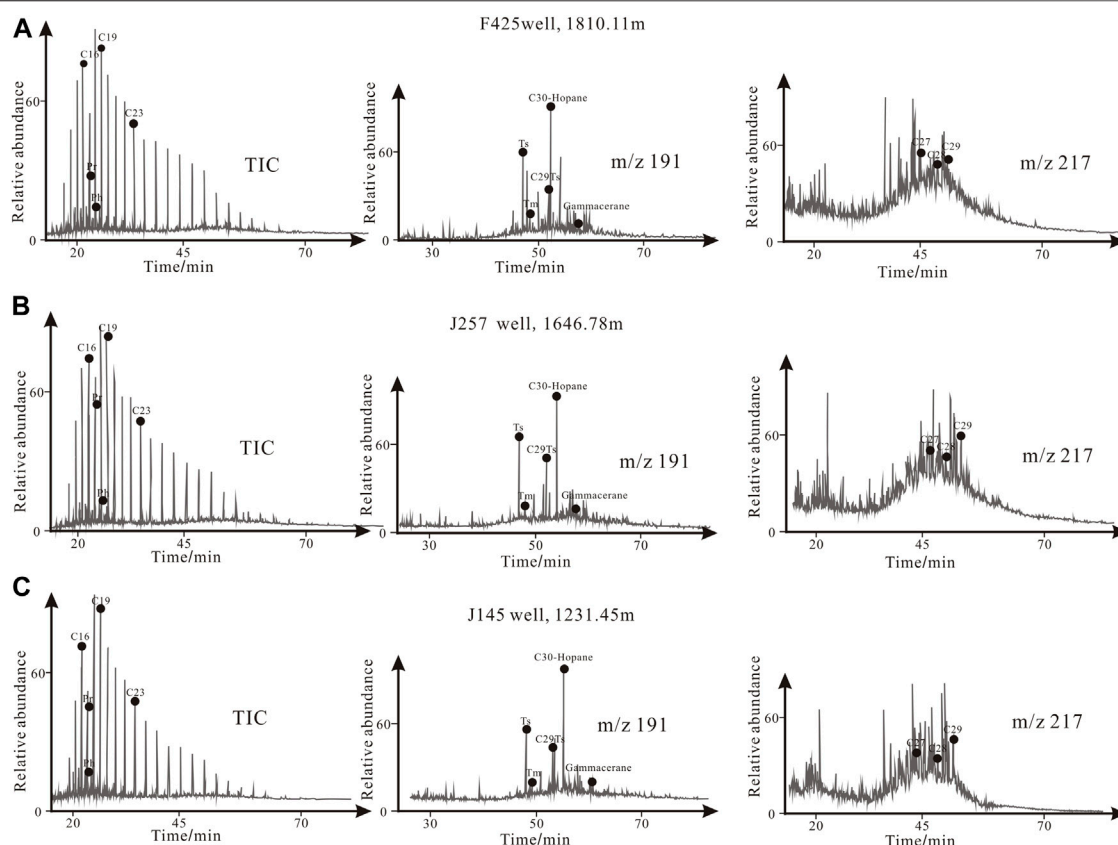 A
F425well, 1810.11m
Relative abundance
60
0
C16
C19
C23
Pr
Ph
TIC
20
45
70
Time/min
Relative abundance
60
0
C30-Hopane
Ts
C29Ts
Tm
Gammacerane
m/z 191
30
50
70
Time/min
Relative abundance
60
0
C27
C28
C29
m/z 217
20
45
70
Time/min
B
J257 well, 1646.78m
Relative abundance
60
0
C19
C16
Pr
C23
Ph
TIC
20
45
70
Time/min
Relative abundance
60
0
C30-Hopane
Ts
C29Ts
Tm
Gammacerane
m/z 191
30
50
70
Time/min
Relative abundance
60
0
C27
C28
C29
m/z 217
20
45
70
Time/min
C
J145 well, 1231.45m
Relative abundance
60
0
C19
C16
Pr
C23
Ph
TIC
20
45
70
Time/min
Relative abundance
60
0
C30-Hopane
Ts
C29Ts
Tm
Gammacerane
m/z 191
30
50
70
Time/min
Relative abundance
60
0
C27
C28
C29
m/z 217
20
45
70
Time/min